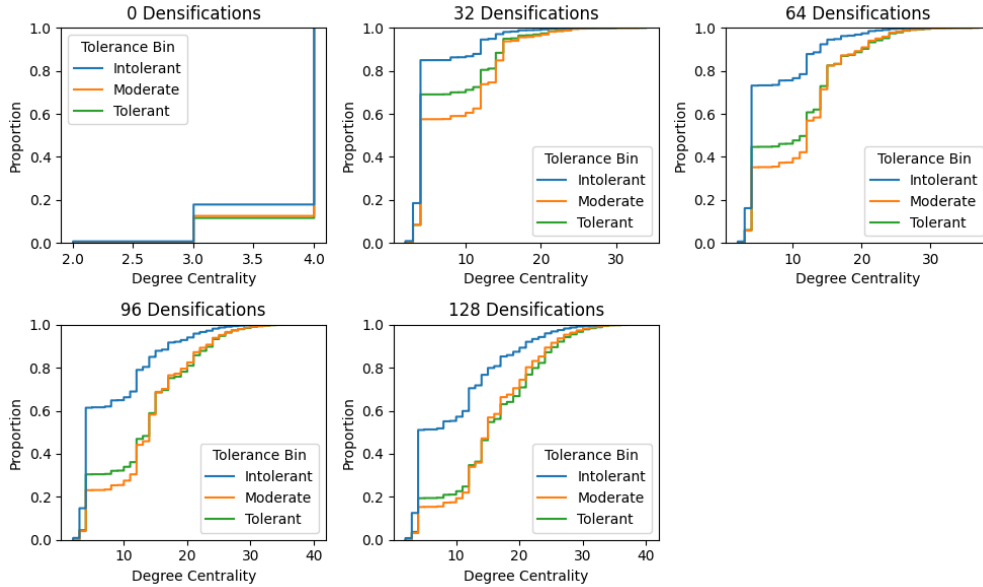 0 Densifications
1.0
0.8
0.6
0.4
0.2
0.0
Proportion
Tolerance Bin
Intolerant
Moderate
Tolerant
2.0 2.5 3.0 3.5 4.0
Degree Centrality
32 Densifications
1.0
0.8
0.6
0.4
0.2
0.0
Proportion
Tolerance Bin
Intolerant
Moderate
Tolerant
10 20 30
Degree Centrality
64 Densifications
1.0
0.8
0.6
0.4
0.2
0.0
Proportion
Tolerance Bin
Intolerant
Moderate
Tolerant
10 20 30
Degree Centrality
96 Densifications
1.0
0.8
0.6
0.4
0.2
0.0
Proportion
Tolerance Bin
Intolerant
Moderate
Tolerant
10 20 30 40
Degree Centrality
128 Densifications
1.0
0.8
0.6
0.4
0.2
0.0
Proportion
Tolerance Bin
Intolerant
Moderate
Tolerant
10 20 30 40
Degree Centrality